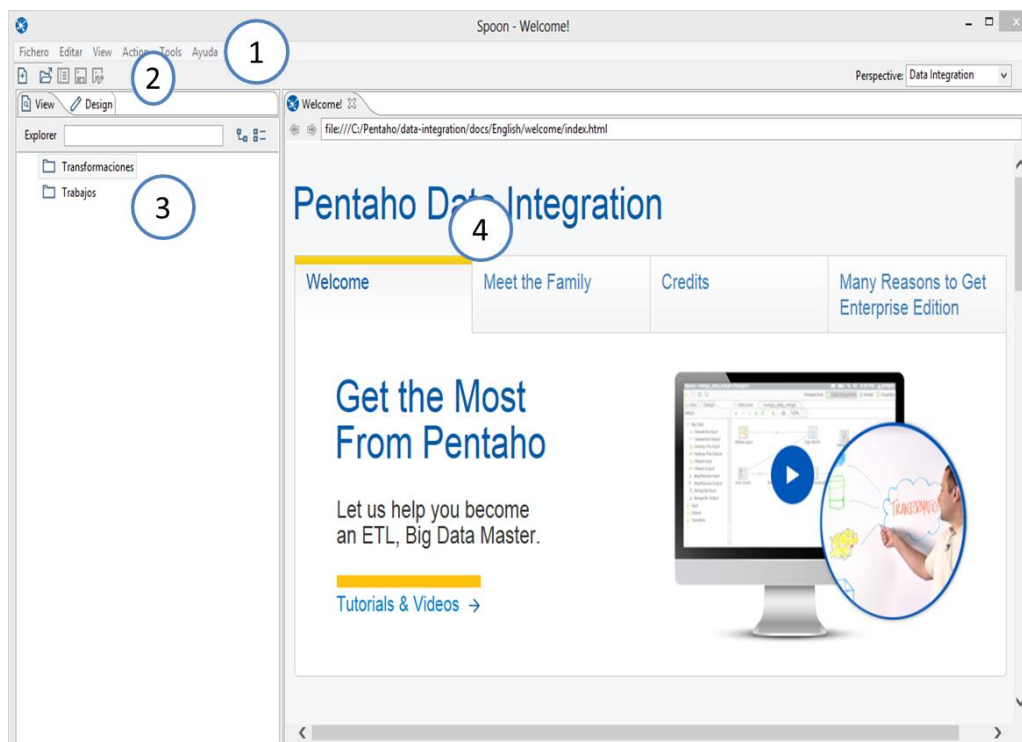 Spoon - Welcome!
Fichero Editar View Action Tools Ayuda
1
2
Perspective: Data Integration
View Design
Welcome!
Explorer
file:///C:/Pentaho/data-integration/docs/English/welcome/index.html
Transformaciones
Trabajos
3
Pentaho Data Integration
4
Welcome Meet the Family Credits Many Reasons to Get
Enterprise Edition
Get the Most
From Pentaho
Let us help you become
an ETL, Big Data Master.
Tutorials & Videos →
TRANSFORMATION